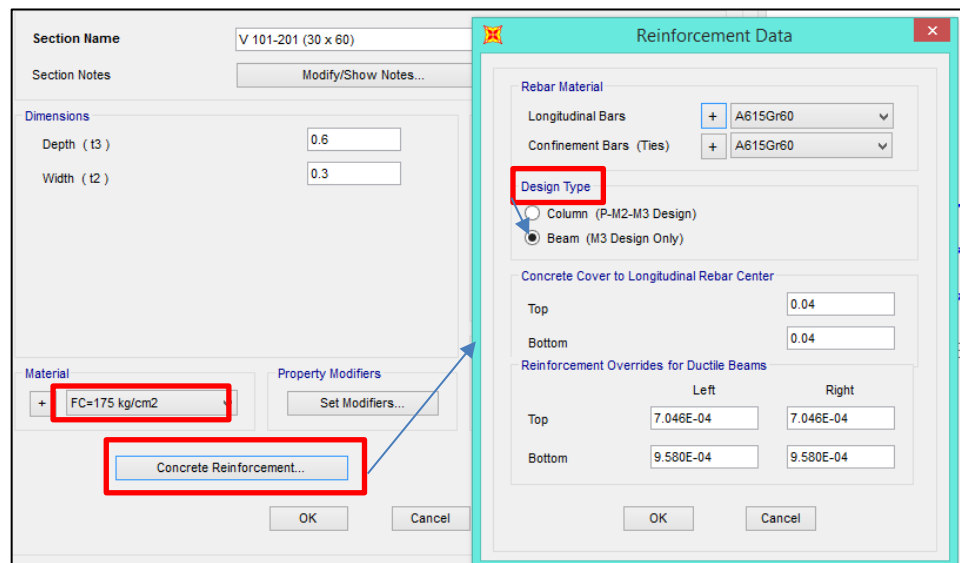 Section Name
V 101-201 (30 x 60)
Section Notes
Modify/Show Notes...
Dimensions
Depth ( t3 )
0.6
Width ( t2 )
0.3
Material
+
FC=175 kg/cm2
Property Modifiers
Set Modifiers...
Concrete Reinforcement...
OK
Cancel
Reinforcement Data
Rebar Material
Longitudinal Bars
+
A615Gr60
Confinement Bars (Ties)
+
A615Gr60
Design Type
Column (P-M2-M3 Design)
Beam (M3 Design Only)
Concrete Cover to Longitudinal Rebar Center
Top
0.04
Bottom
0.04
Reinforcement Overrides for Ductile Beams
Left
Right
Top
7.046E-04
7.046E-04
Bottom
9.580E-04
9.580E-04
OK
Cancel